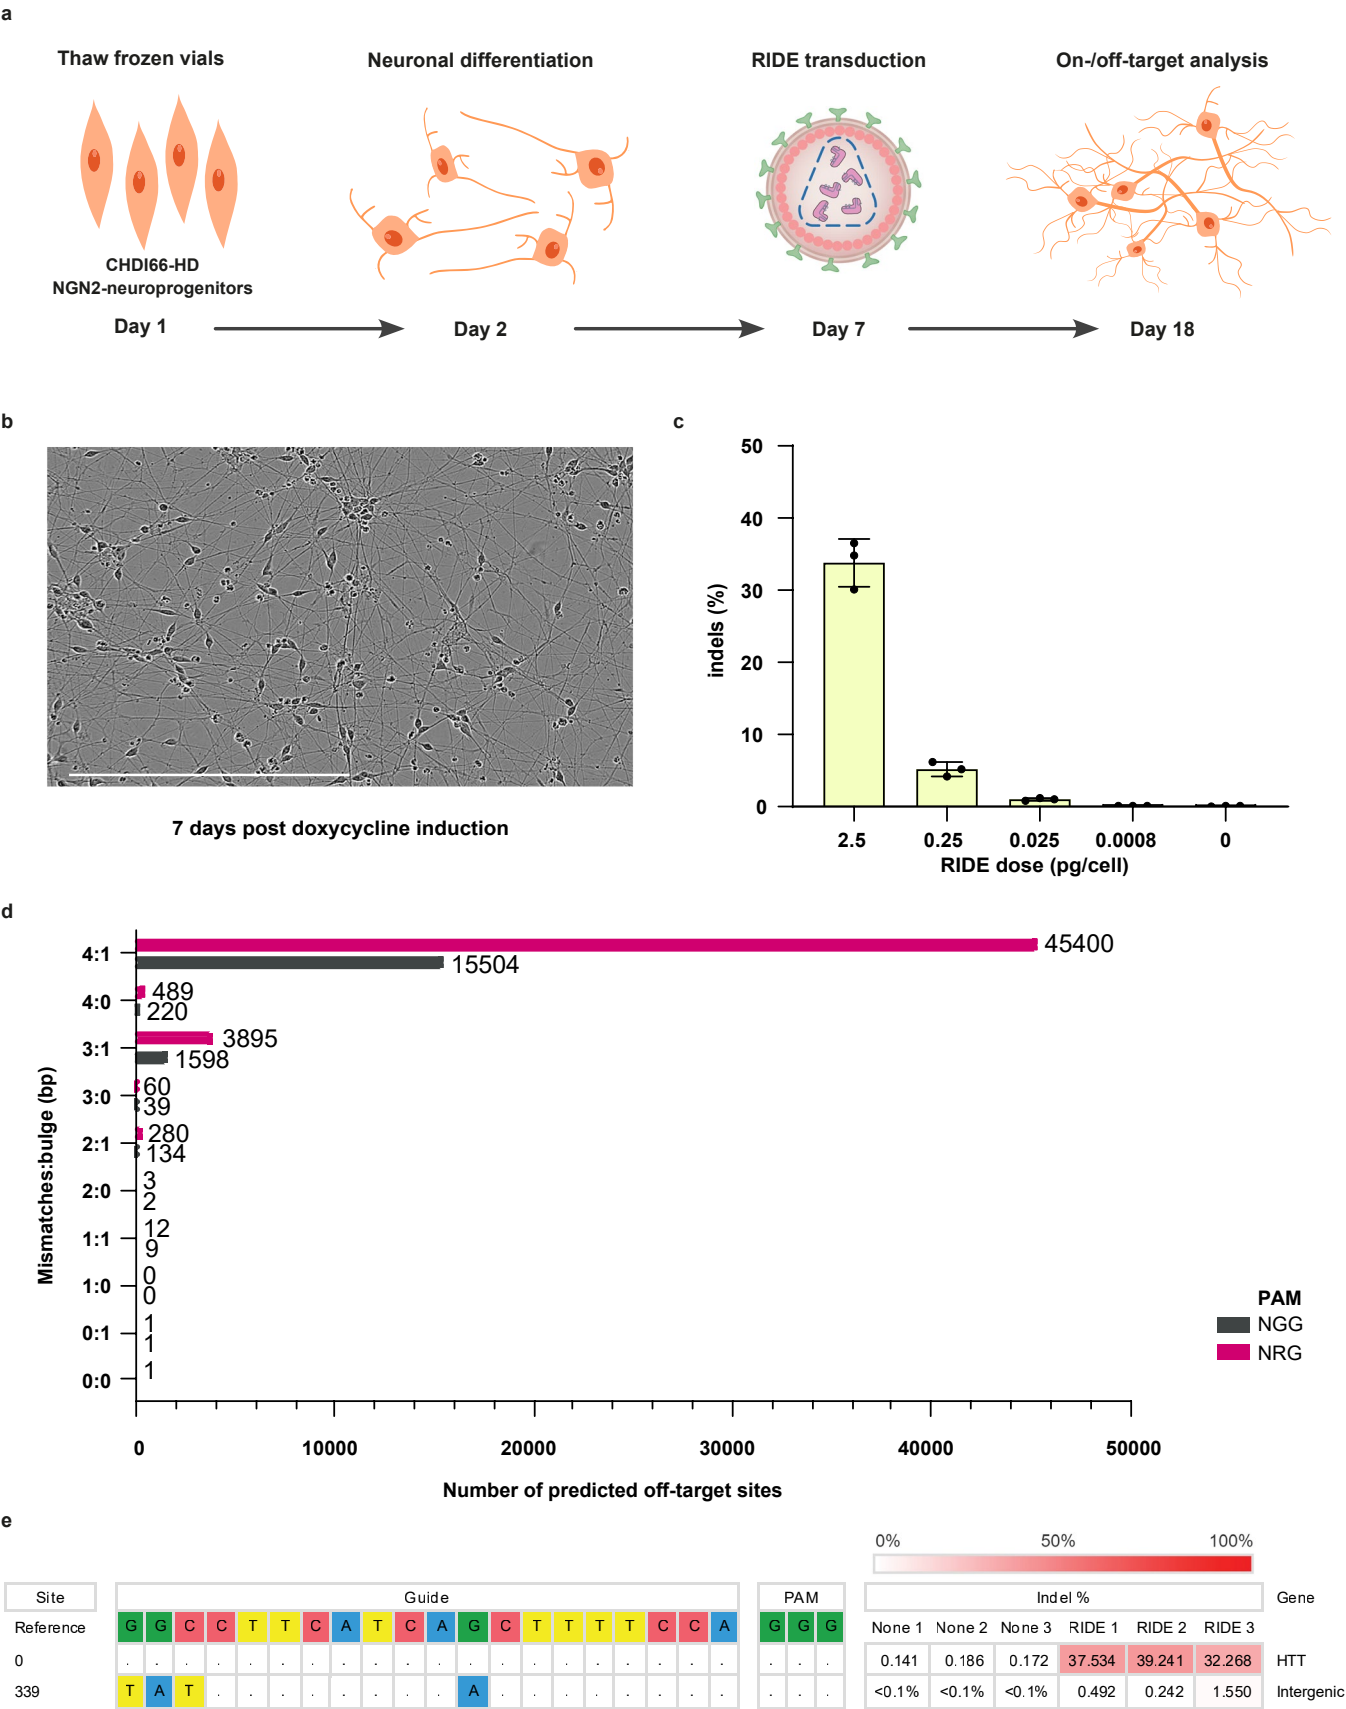 a
Thaw frozen vials
Neuronal differentiation
RIDE transduction
On-/off-target analysis
CHDI66-HD
NGN2-neuroprogenitors
Day 1
Day 2
Day 7
Day 18
b
7 days post doxycycline induction
c
50
40
30
20
10
0
indels (%)
2.5 0.25 0.025 0.0008 0
RIDE dose (pg/cell)
d
Mismatches:bulge (bp)
4:1 45400
15504
4:0 489
220
3:1 3895
1598
3:0 60
39
2:1 280
134
2:0 3
2
1:1 12
9
1:0 0
0
0:1 1
1
0:0 1
PAM
NGG
NRG
0 10000 20000 30000 40000 50000
Number of predicted off-target sites
e
0% 50% 100%
Site Guide PAM Indel % Gene
Reference G G C C T T C A T C A G C T T T T C C A G G G None 1 None 2 None 3 RIDE 1 RIDE 2 RIDE 3
0 . . . . . . . . . . . . . . . . . . . . . . . 0.141 0.186 0.172 37.534 39.241 32.268 HTT
339 T A T . . . . . . . . A . . . . . . . . . . . <0.1% <0.1% <0.1% 0.492 0.242 1.550 Intergenic